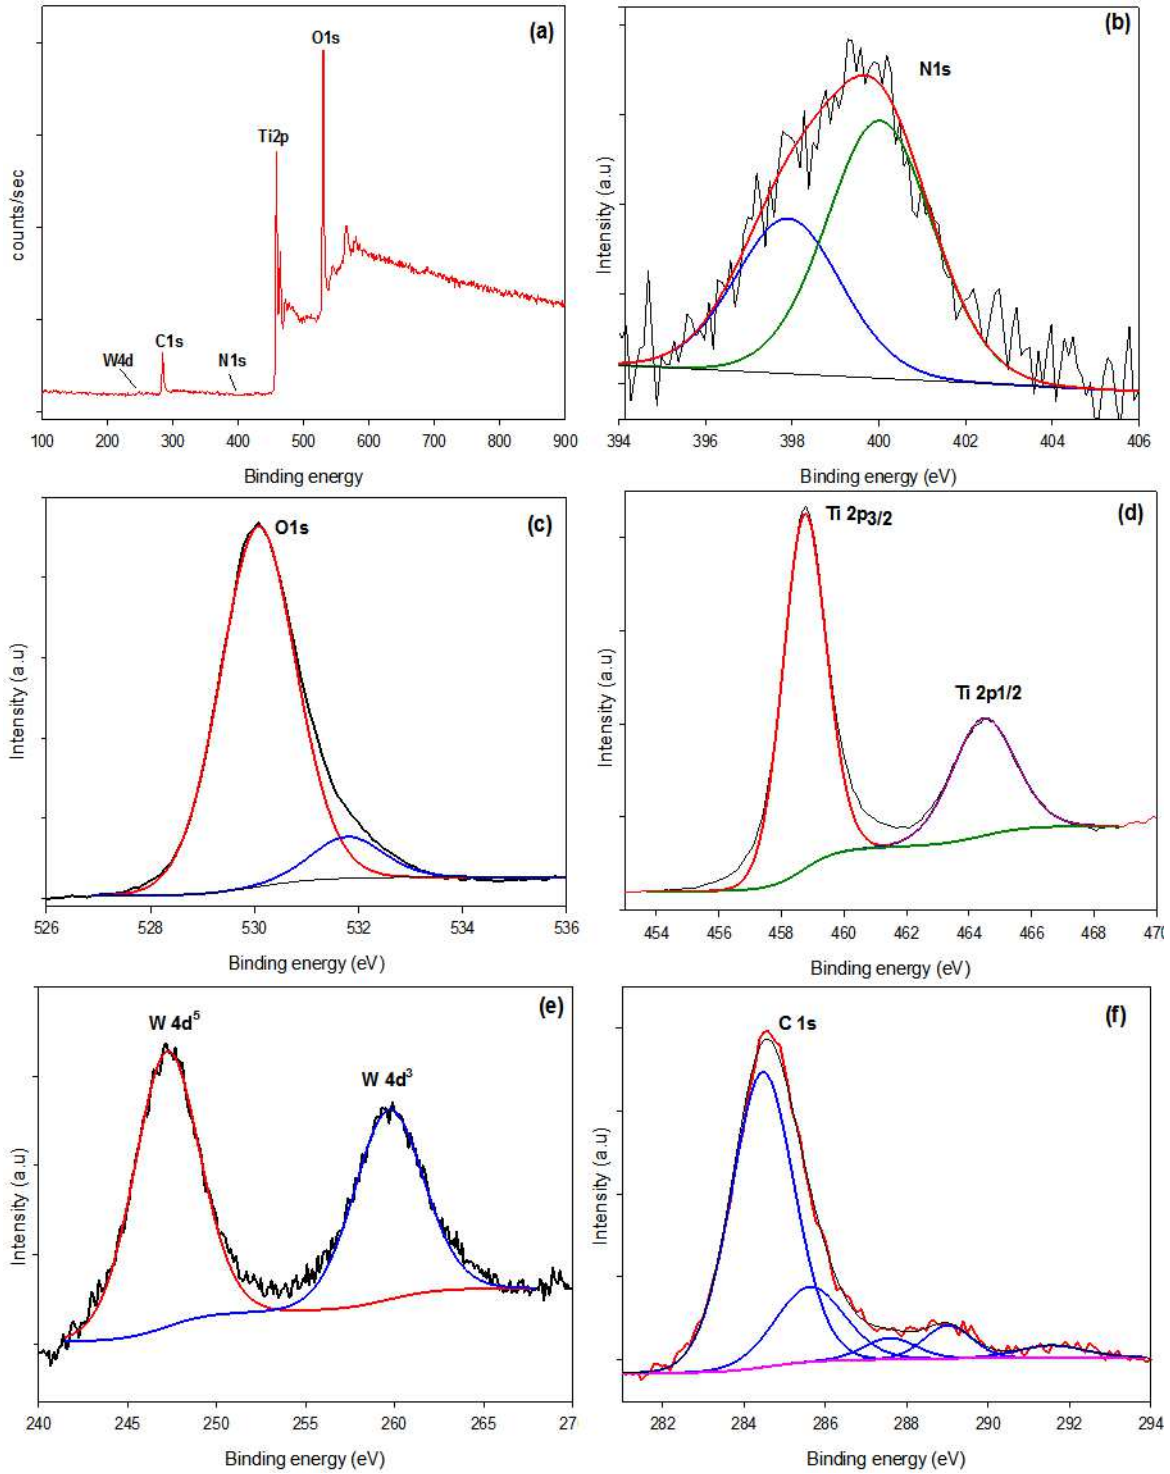 (a)
O1s
Ti2p
C1s
W4d
N1s
counts/sec
100 200 300 400 500 600 700 800 900
Binding energy
(b)
N1s
Intensity (a.u)
394 396 398 400 402 404 406
Binding energy (eV)
(c)
O1s
Intensity (a.u)
526 528 530 532 534 536
Binding energy (eV)
(d)
Ti 2p3/2
Ti 2p1/2
Intensity (a.u)
454 456 458 460 462 464 466 468 470
Binding energy (eV)
(e)
W 4d5
W 4d3
Intensity (a.u)
240 245 250 255 260 265 27
Binding energy (eV)
(f)
C 1s
Intensity (a.u)
282 284 286 288 290 292 294
Binding energy (eV)